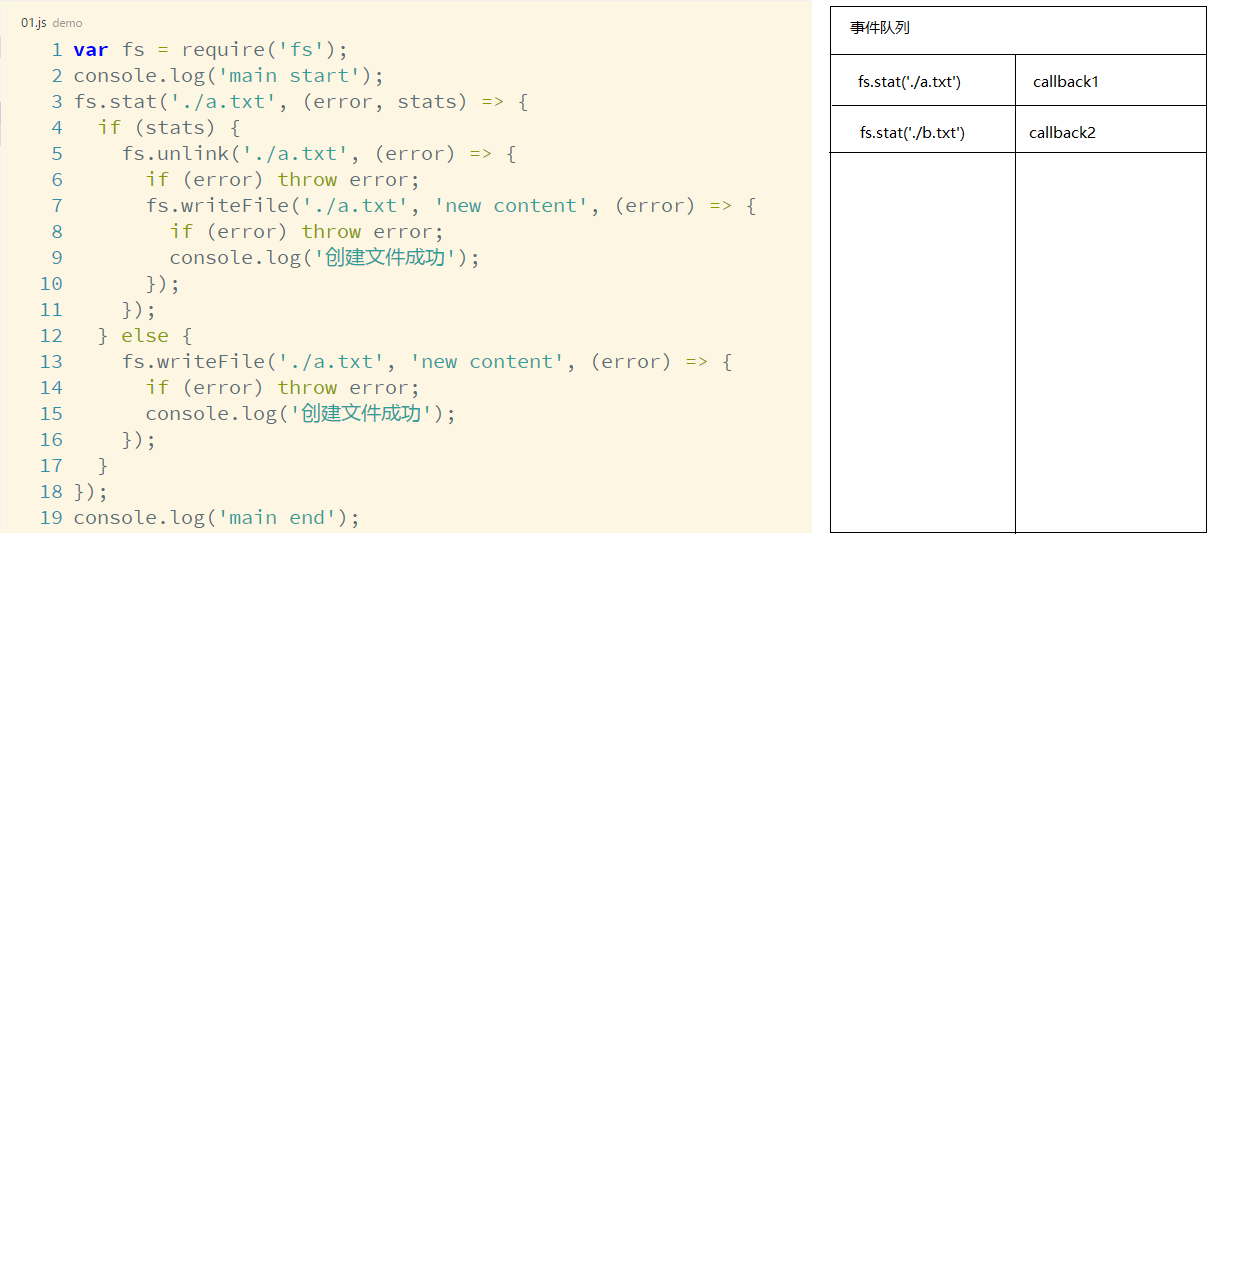 01.js demo
1 var fs = require('fs');
2 console.log('main start');
3 fs.stat('./a.txt', (error, stats) => {
4   if (stats) {
5     fs.unlink('./a.txt', (error) => {
6       if (error) throw error;
7       fs.writeFile('./a.txt', 'new content', (error) => {
8         if (error) throw error;
9         console.log('创建文件成功');
10       });
11     });
12   } else {
13     fs.writeFile('./a.txt', 'new content', (error) => {
14       if (error) throw error;
15       console.log('创建文件成功');
16     });
17   }
18 });
19 console.log('main end');
事件队列
fs.stat('./a.txt') callback1
fs.stat('./b.txt') callback2